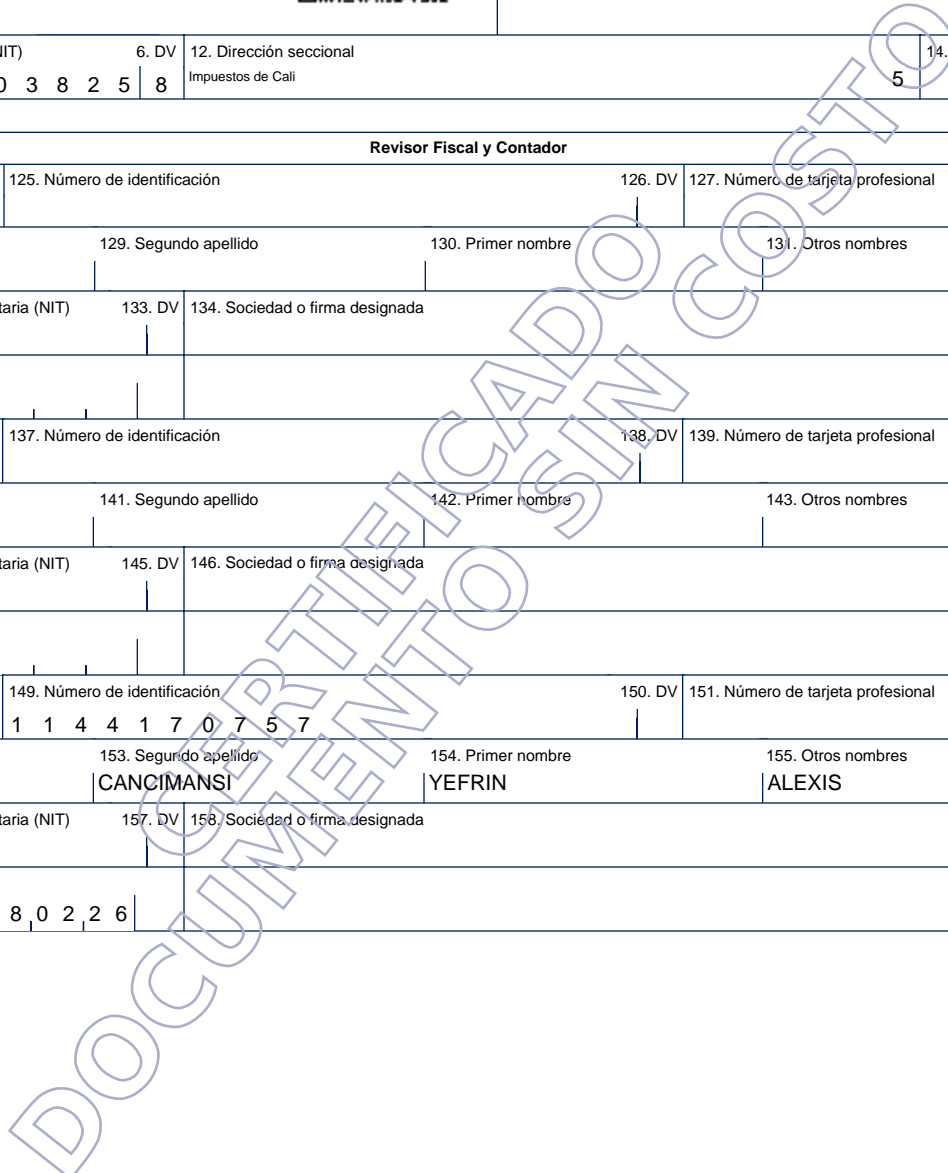 6. DV 12. Dirección seccional 14.
3 8 2 5 8 Impuestos de Cali 5
Revisor Fiscal y Contador
125. Número de identificación 126. DV 127. Número de tarjeta profesional
129. Segundo apellido 130. Primer nombre 131. Otros nombres
(NIT) 133. DV 134. Sociedad o firma designada
137. Número de identificación 138. DV 139. Número de tarjeta profesional
141. Segundo apellido 142. Primer nombre 143. Otros nombres
(NIT) 145. DV 146. Sociedad o firma designada
149. Número de identificación 150. DV 151. Número de tarjeta profesional
1 1 4 4 1 7 0 7 5 7
153. Segundo apellido 154. Primer nombre 155. Otros nombres
CANCIMANSI YEFRIN ALEXIS
(NIT) 157. DV 158. Sociedad o firma designada
8 0 2 2 6
CERTIFICADO
DOCUMENTO SIN COSTO